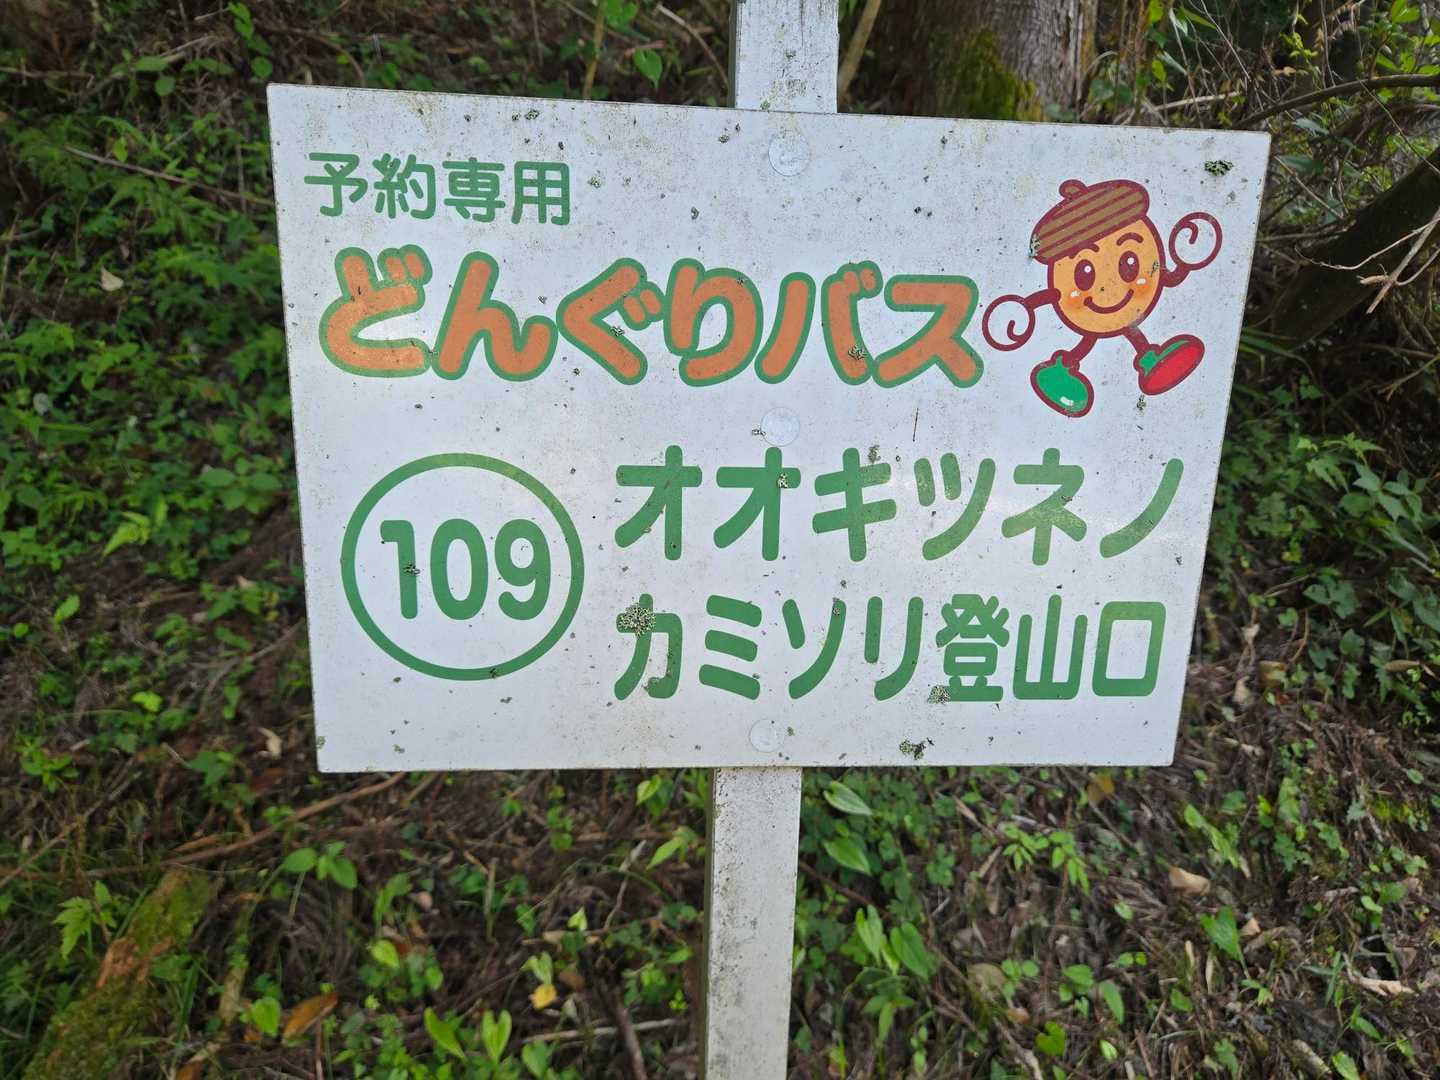 予約専用
どんぐりバス
109
オオキツネノ
カミソリ登山口